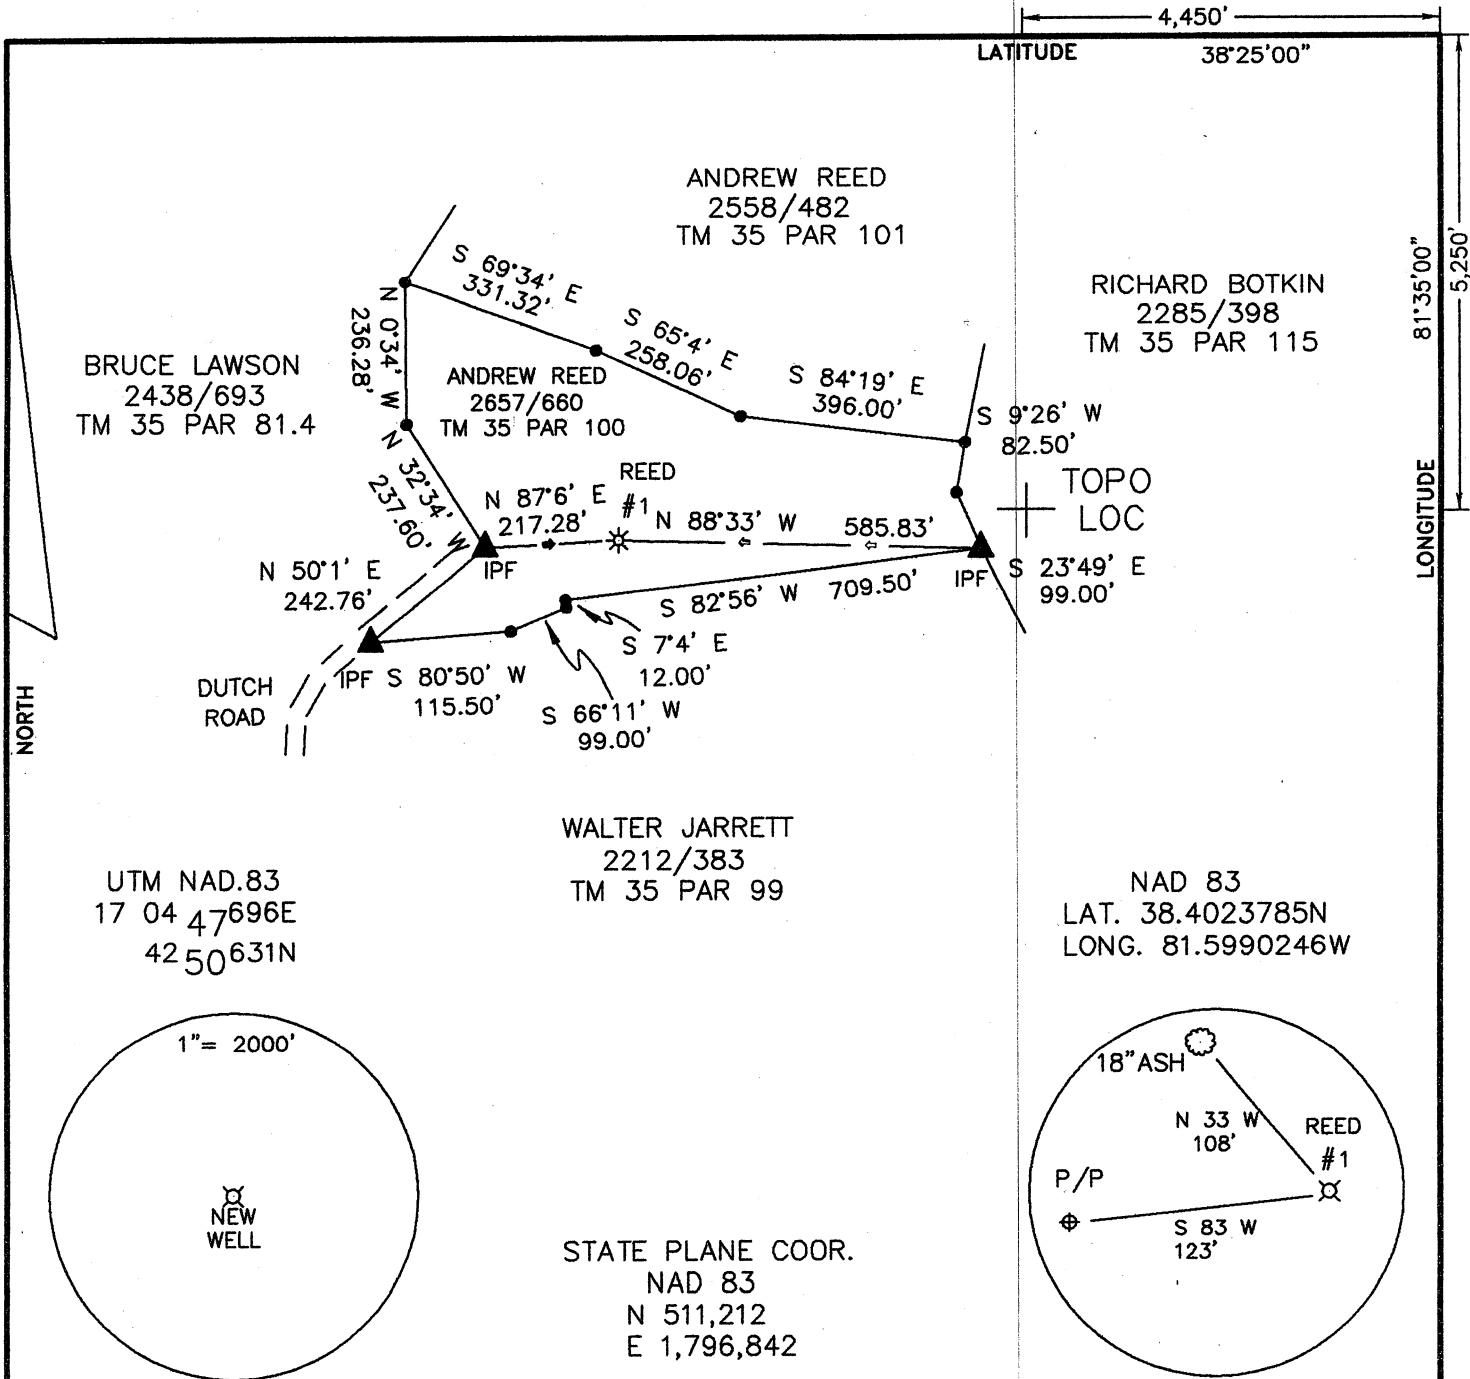 4,450'
LATITUDE 38°25'00"
5,250'
81°35'00"
LONGITUDE
ANDREW REED
2558/482
TM 35 PAR 101
RICHARD BOTKIN
2285/398
TM 35 PAR 115
S 69°34' E
331.32'
S 65°4' E
258.06'
S 84°19' E
396.00'
N 0°34' W
236.28'
BRUCE LAWSON
2438/693
TM 35 PAR 81.4
ANDREW REED
2657/660
TM 35 PAR 100
S 9°26' W
82.50'
TOPO
LOC
N 32°34' W
237.60'
REED
#1
N 87°6' E
217.28'
N 88°33' W 585.83'
IPF
IPF
S 23°49' E
99.00'
N 50°1' E
242.76'
S 82°56' W 709.50'
S 7°4' E
12.00'
IPF
S 80°50' W
115.50'
S 66°11' W
99.00'
DUTCH
ROAD
NORTH
WALTER JARRETT
2212/383
TM 35 PAR 99
UTM NAD.83
17 04 47696E
42 50631N
NAD 83
LAT. 38.4023785N
LONG. 81.5990246W
1"= 2000'
NEW
WELL
18"ASH
N 33 W
108'
REED
#1
P/P
S 83 W
123'
STATE PLANE COOR.
NAD 83
N 511,212
E 1,796,842